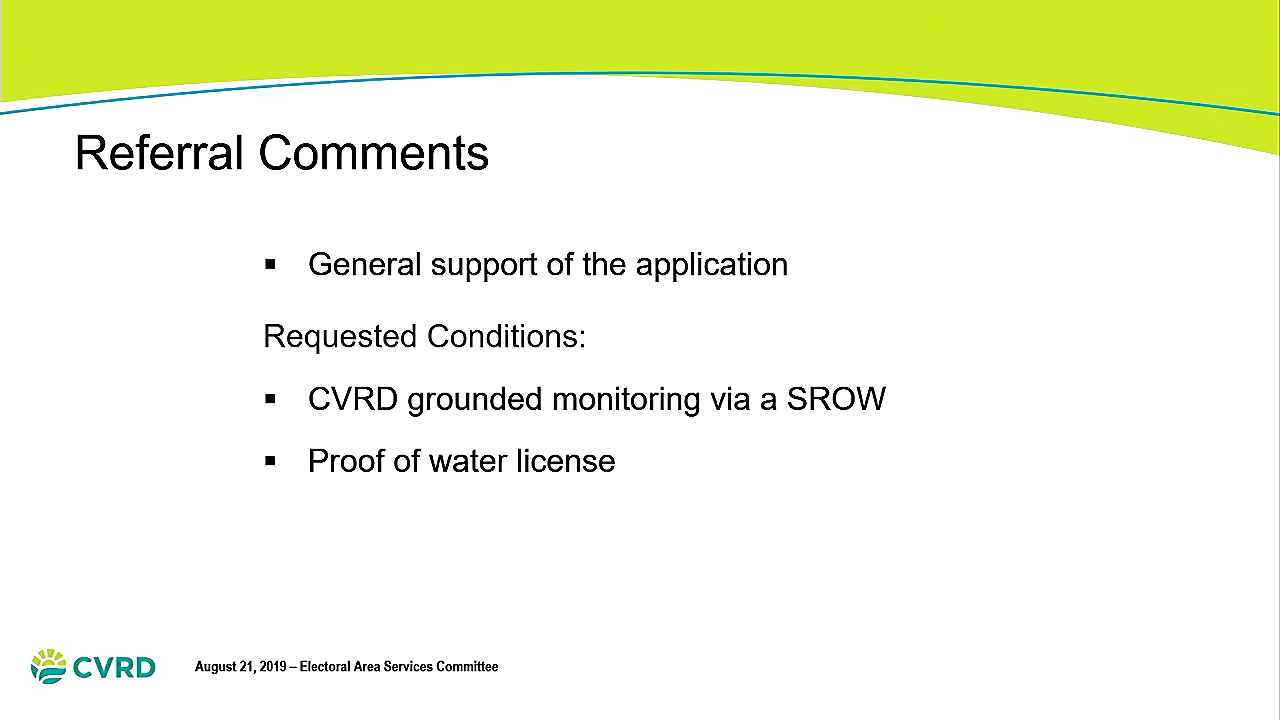 Referral Comments
▪ General support of the application
Requested Conditions:
▪ CVRD grounded monitoring via a SROW
▪ Proof of water license
CVRD
August 21, 2019 – Electoral Area Services Committee